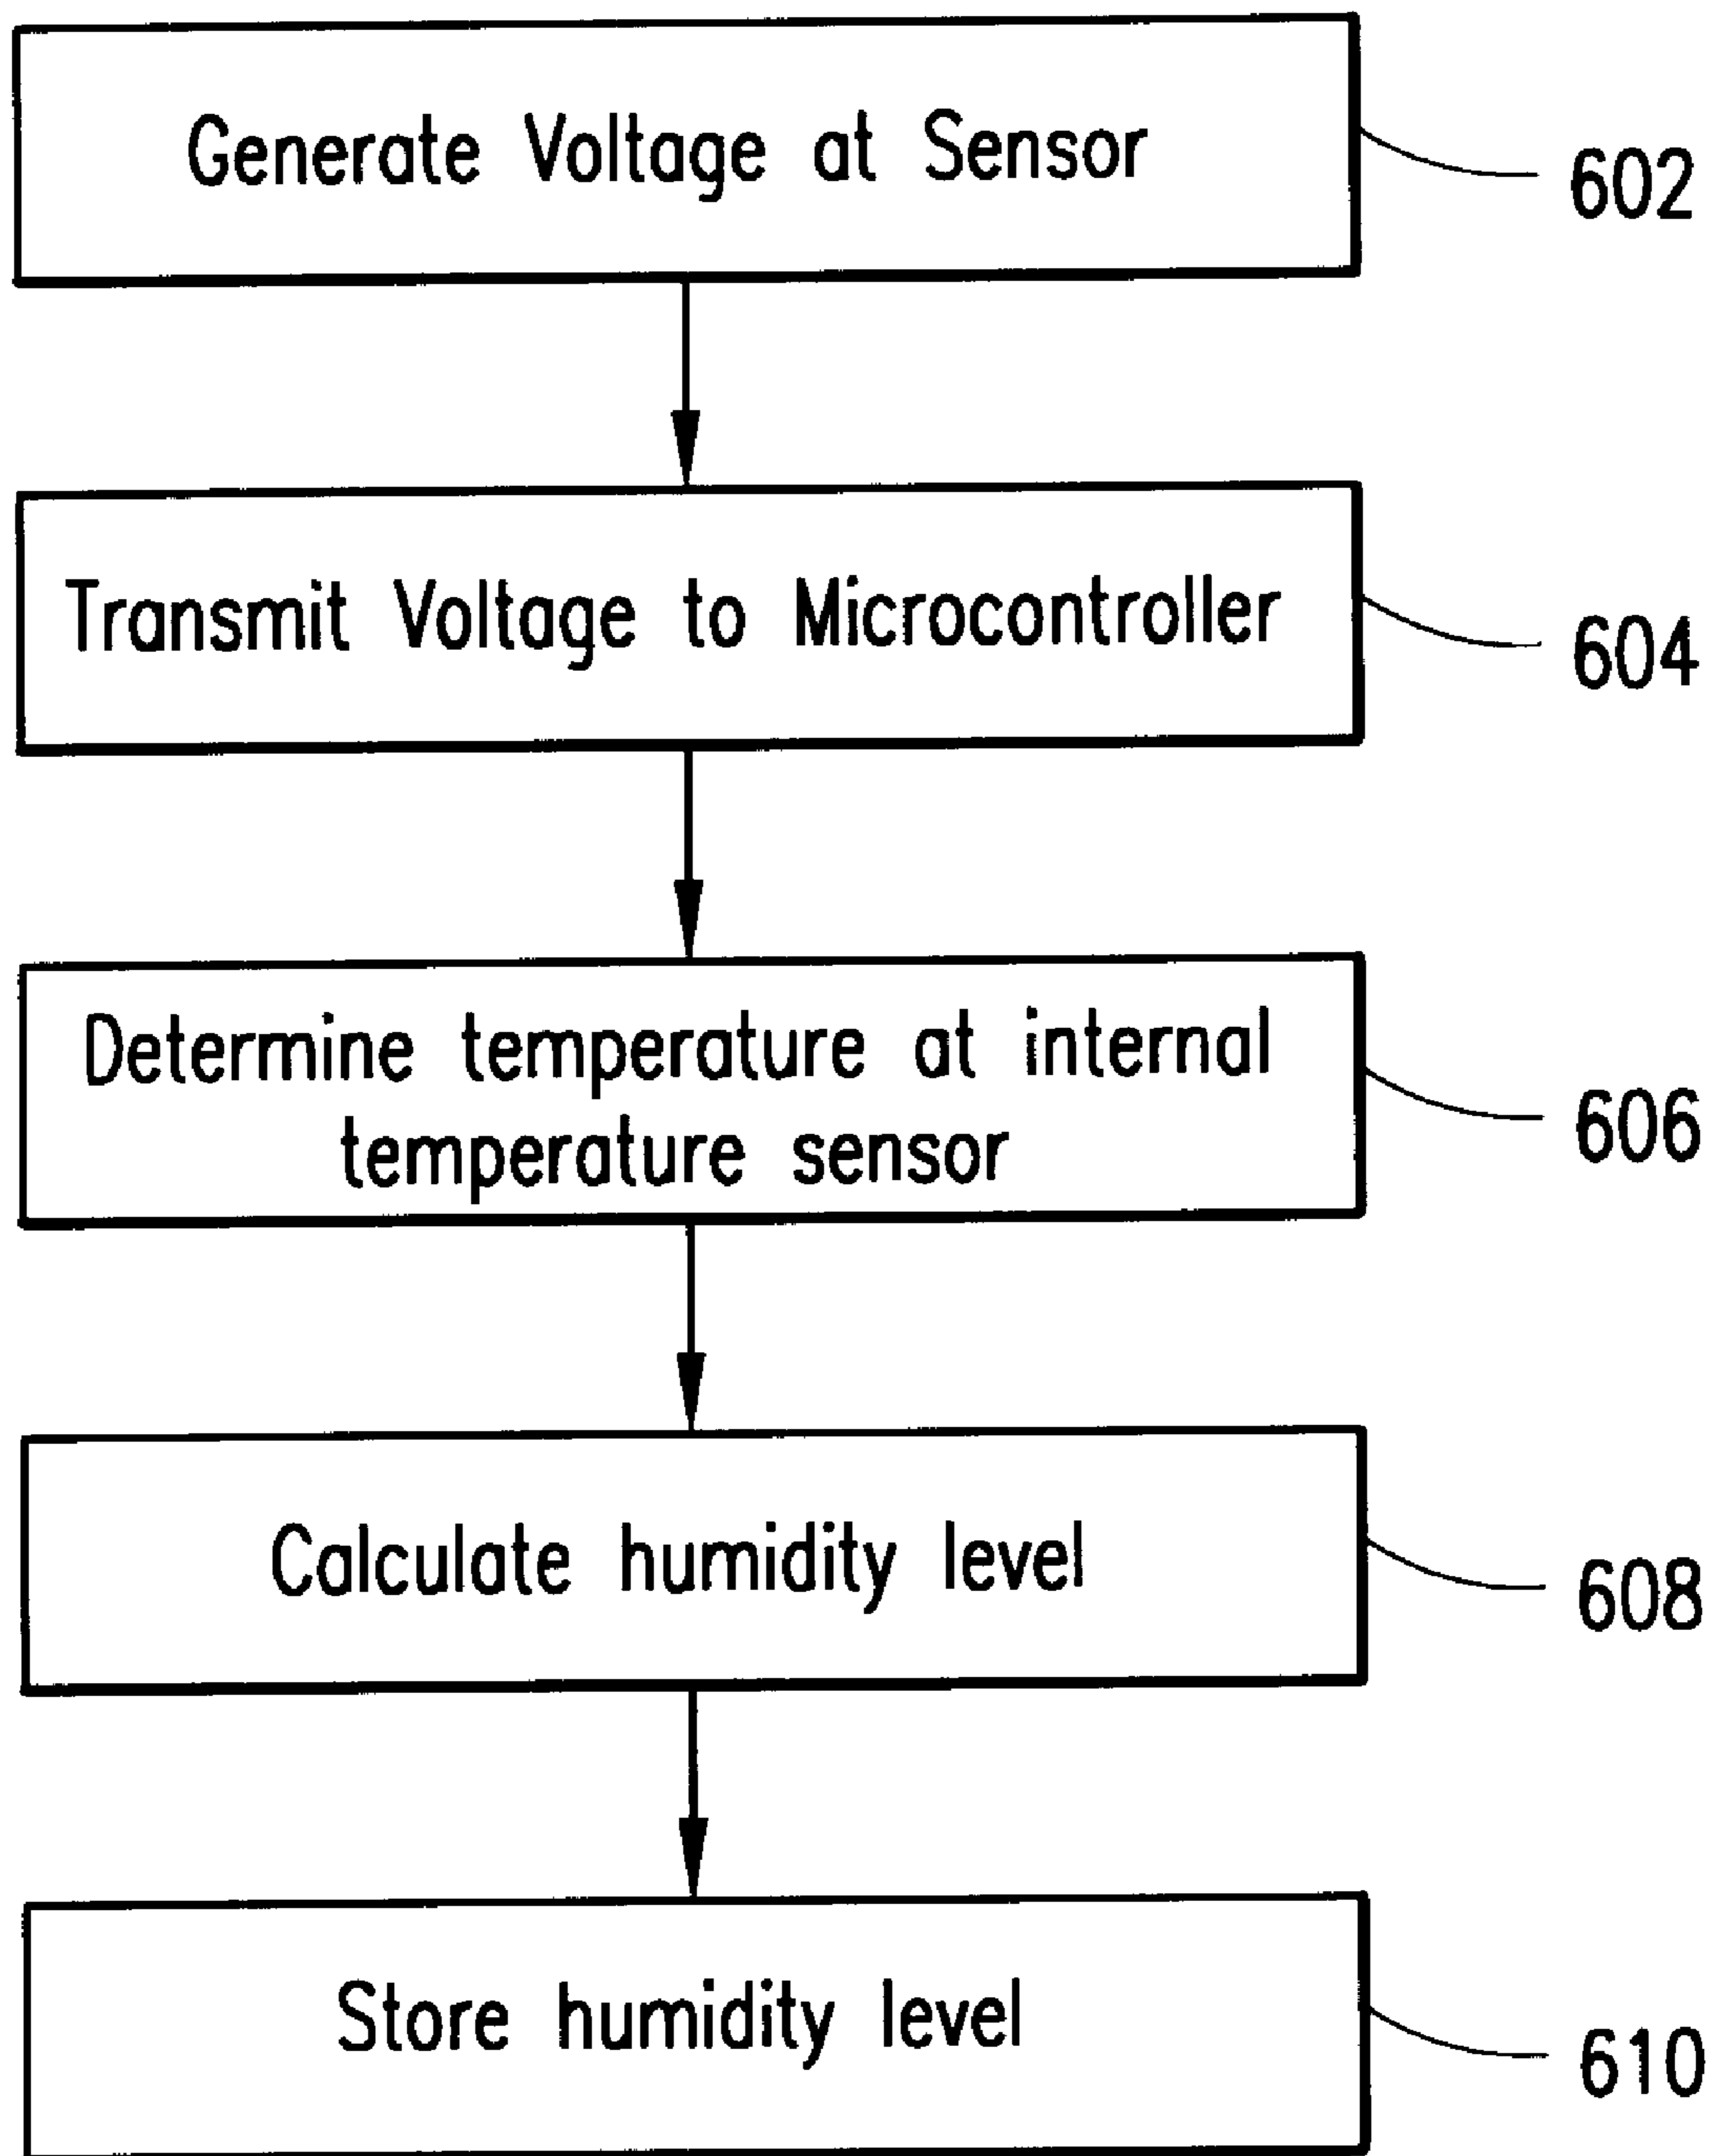 Generate Voltage at Sensor
602
Transmit Voltage to Microcontroller
604
Determine temperature at internal
temperature sensor
606
Calculate humidity level
608
Store humidity level
610